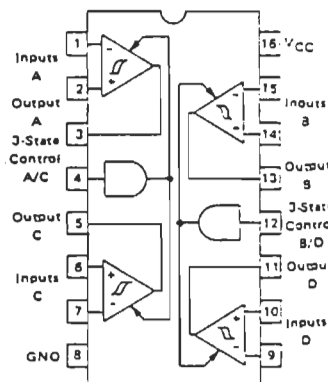 1
Inputs
A
2
Output
A
3
3-State
Control
A/C
4
Output
C
5
6
Inputs
C
7
GND
8
16
VCC
15
Inputs
B
14
Output
B
13
3-State
Control
B/D
12
11
Output
D
10
Inputs
D
9
-
+
-
+
+
-
+
-